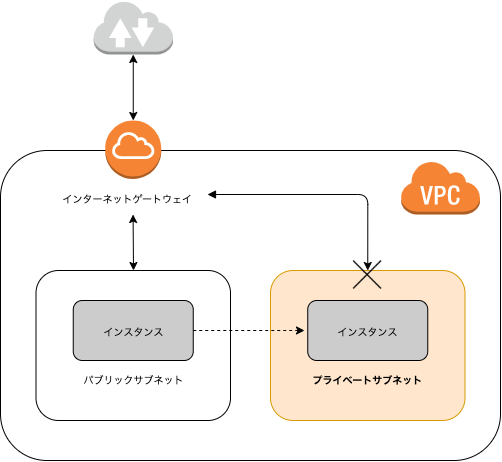 VPC
インターネットゲートウェイ
インスタンス
インスタンス
パブリックサブネット
プライベートサブネット